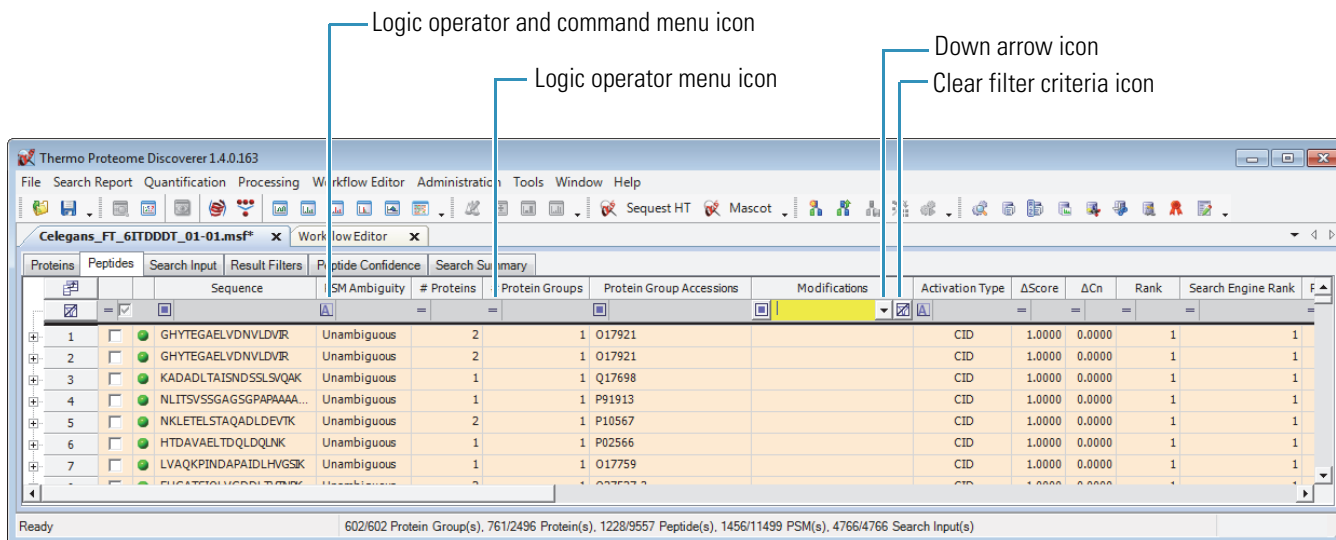 Logic operator and command menu icon
Down arrow icon
Logic operator menu icon
Clear filter criteria icon
Thermo Proteome Discoverer 1.4.0.163
File Search Report Quantification Processing Workflow Editor Administration Tools Window Help
Sequest HT Mascot
Celegans_FT_6ITDDDT_01-01.msf* x Workflow Editor x
Proteins Peptides Search Input Result Filters Peptide Confidence Search Summary
Sequence PSM Ambiguity # Proteins # Protein Groups Protein Group Accessions Modifications Activation Type ΔScore ΔCn Rank Search Engine Rank
= A = = A = = = =
1 GHYTEGAELVDNVLDVIR Unambiguous 2 1 O17921 CID 1.0000 0.0000 1 1
2 GHYTEGAELVDNVLDVIR Unambiguous 2 1 O17921 CID 1.0000 0.0000 1 1
3 KADADLTAISNDSSLSVQAK Unambiguous 1 1 Q17698 CID 1.0000 0.0000 1 1
4 NLITSVSSGAGSGPAPAAAA... Unambiguous 1 1 P91913 CID 1.0000 0.0000 1 1
5 NKLETELSTAQADLDEVTK Unambiguous 2 1 P10567 CID 1.0000 0.0000 1 1
6 HTDAVAELTDQLDQLNK Unambiguous 1 1 P02566 CID 1.0000 0.0000 1 1
7 LVAQKPINDAPAIDLHVGSIK Unambiguous 1 1 O17759 CID 1.0000 0.0000 1 1
Ready 602/602 Protein Group(s), 761/2496 Protein(s), 1228/9557 Peptide(s), 1456/11499 PSM(s), 4766/4766 Search Input(s)